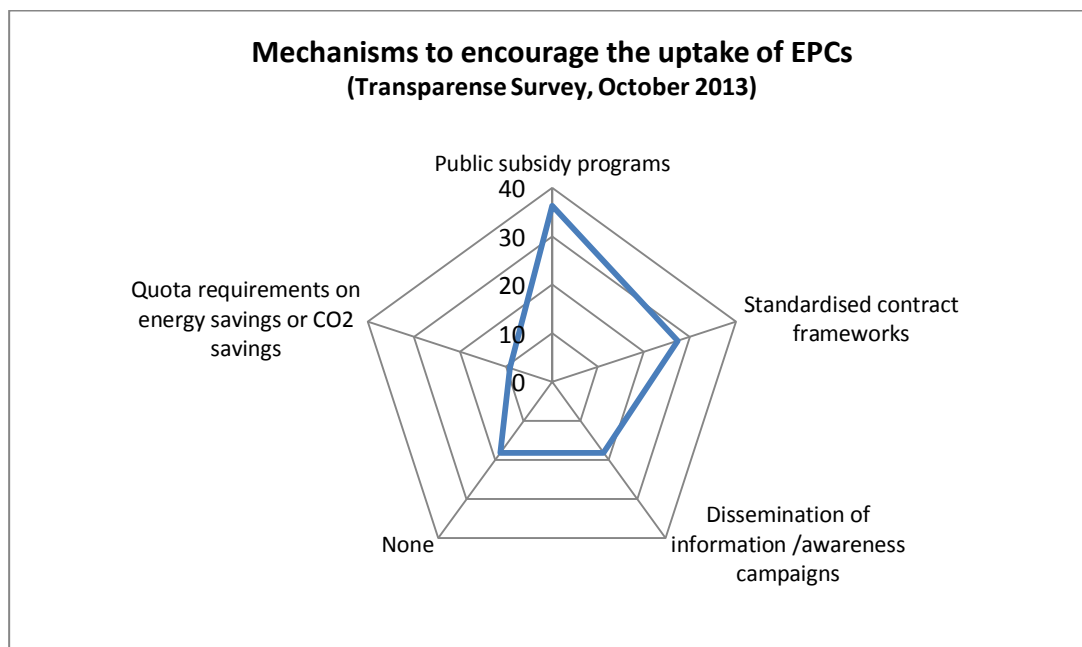 Mechanisms to encourage the uptake of EPCs
(Transparense Survey, October 2013)
Public subsidy programs
40
30
20
10
0
Quota requirements on
energy savings or CO2
savings
Standardised contract
frameworks
None
Dissemination of
information /awareness
campaigns